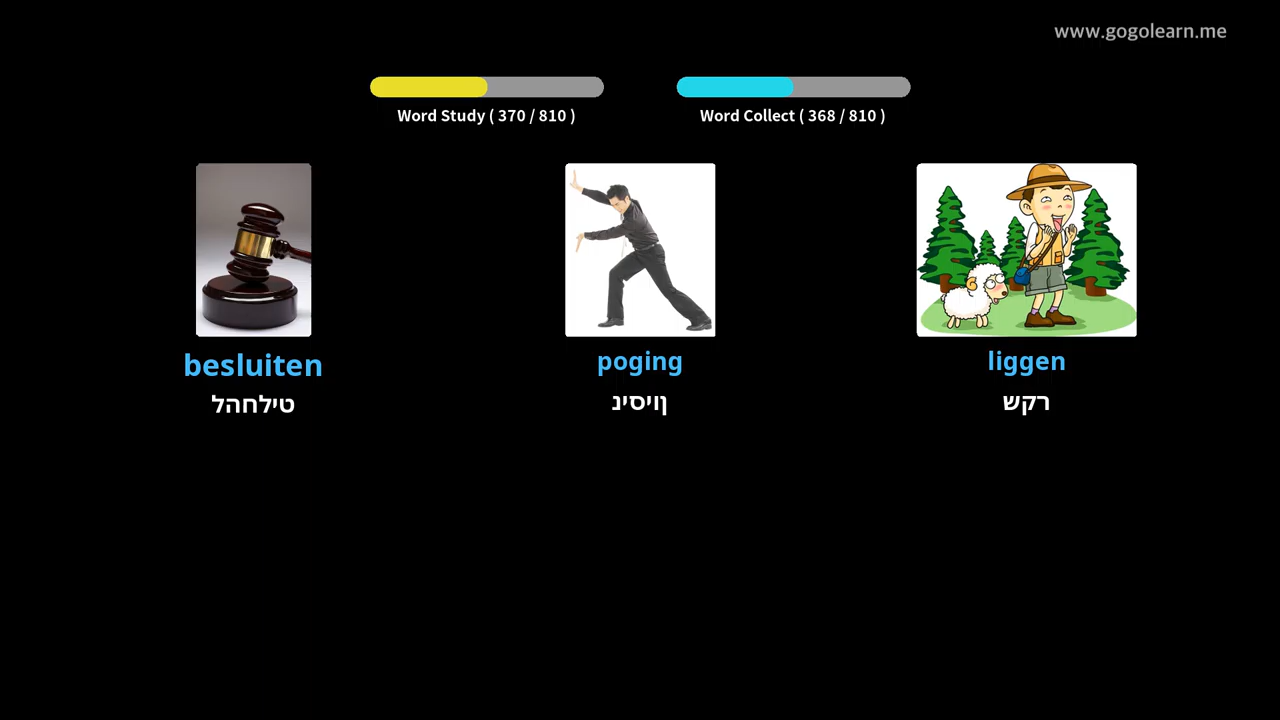 www.gogolearn.me
Word Study ( 370 / 810 )
Word Collect ( 368 / 810 )
besluiten
טילחהל
poging
ןויסינ
liggen
רקש